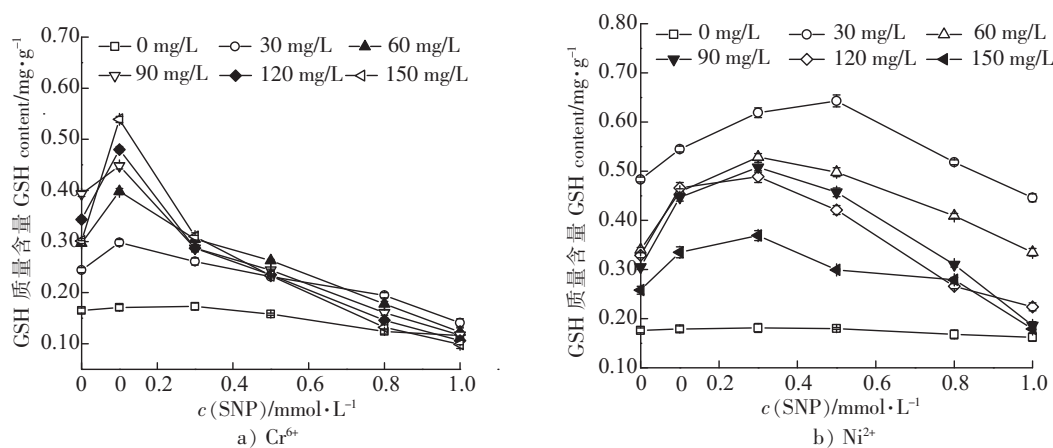 0.70
0.60
0.50
0.40
0.30
0.20
0.10
GSH 质量含量 GSH content/mg·g⁻¹
0 mg/L 30 mg/L 60 mg/L
90 mg/L 120 mg/L 150 mg/L
0 0 0.2 0.4 0.6 0.8 1.0
c(SNP)/mmol·L⁻¹
a) Cr⁶⁺
0.80
0.70
0.60
0.50
0.40
0.30
0.20
0.10
GSH 质量含量 GSH content/mg·g⁻¹
0 mg/L 30 mg/L 60 mg/L
90 mg/L 120 mg/L 150 mg/L
0 0 0.2 0.4 0.6 0.8 1.0
c(SNP)/mmol·L⁻¹
b) Ni²⁺